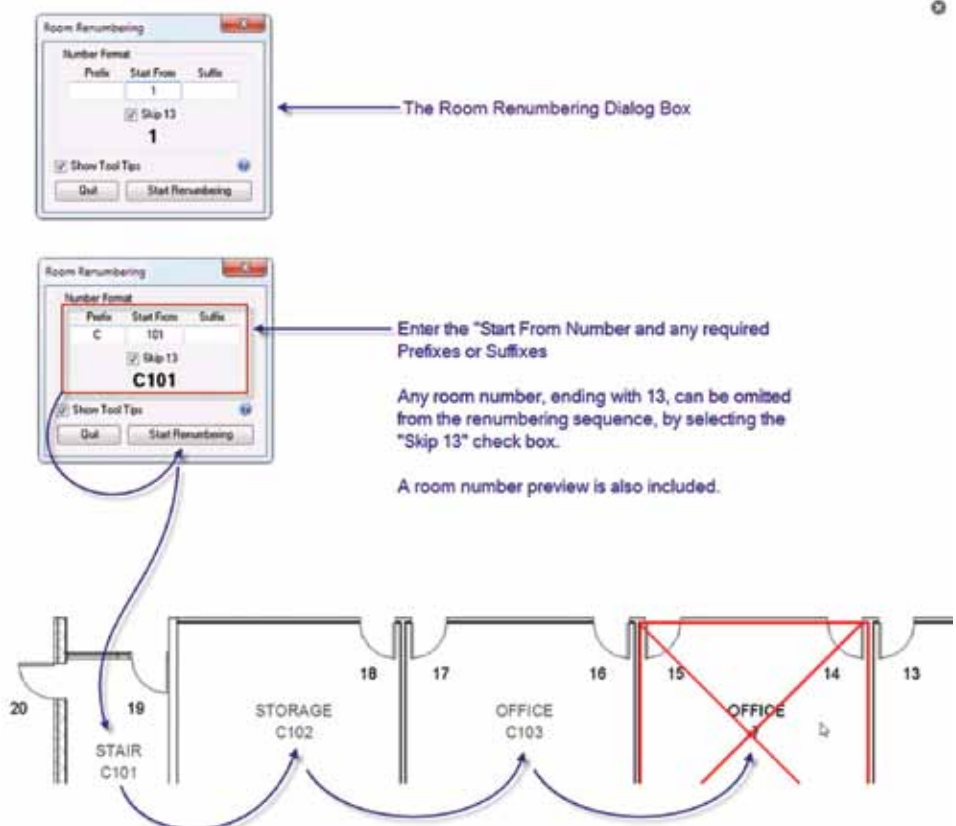 Room Renumbering
Number Format
Prefix Start From Suffix
1
Skip 13
1
Show Tool Tips
Quit Start Renumbering
The Room Renumbering Dialog Box
Room Renumbering
Number Format
Prefix Start From Suffix
C 101
Skip 13
C101
Show Tool Tips
Quit Start Renumbering
Enter the "Start From Number and any required
Prefixes or Suffixes
Any room number, ending with 13, can be omitted
from the renumbering sequence, by selecting the
"Skip 13" check box.
A room number preview is also included.
18 17 16 15 14 13
20 19
STORAGE
C102
OFFICE
C103
OFFICE
STAIR
C101